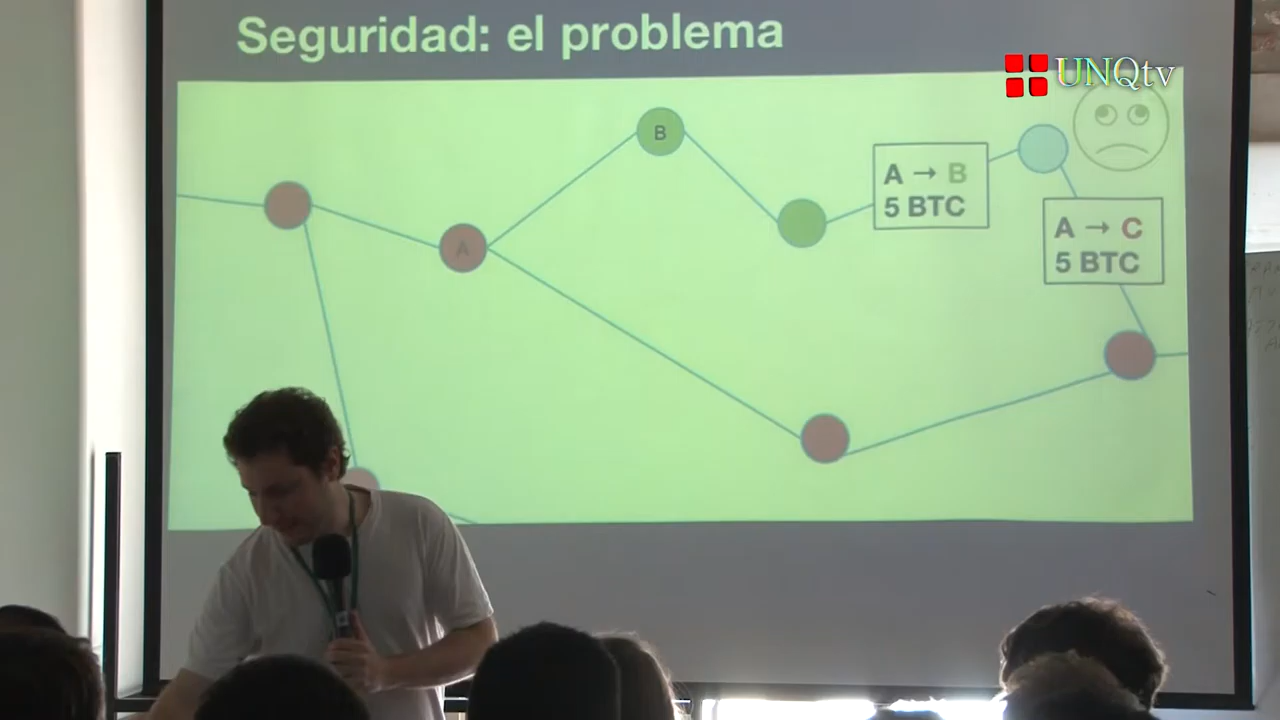 Seguridad: el problema
UNQtv
B
A → B
5 BTC
A → C
5 BTC
A